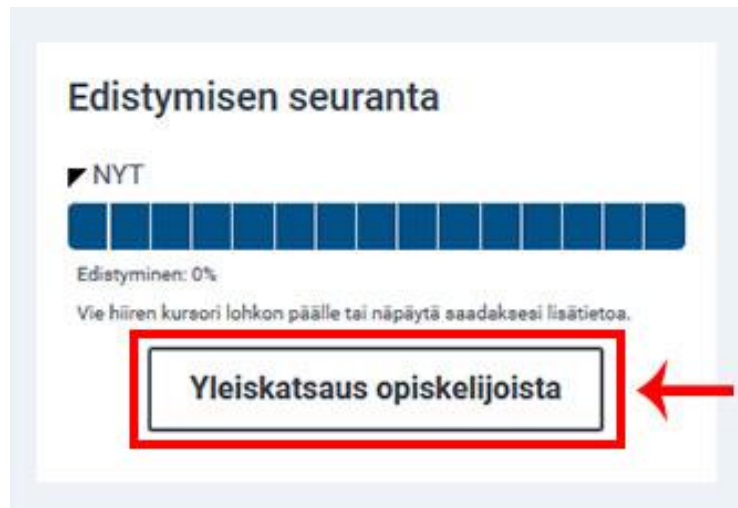 Edistymisen seuranta
NYT
Edistyminen: 0%
Vie hiiren kursori lohkon päälle tai näpäytä saadaksesi lisätietoa.
Yleiskatsaus opiskelijoista